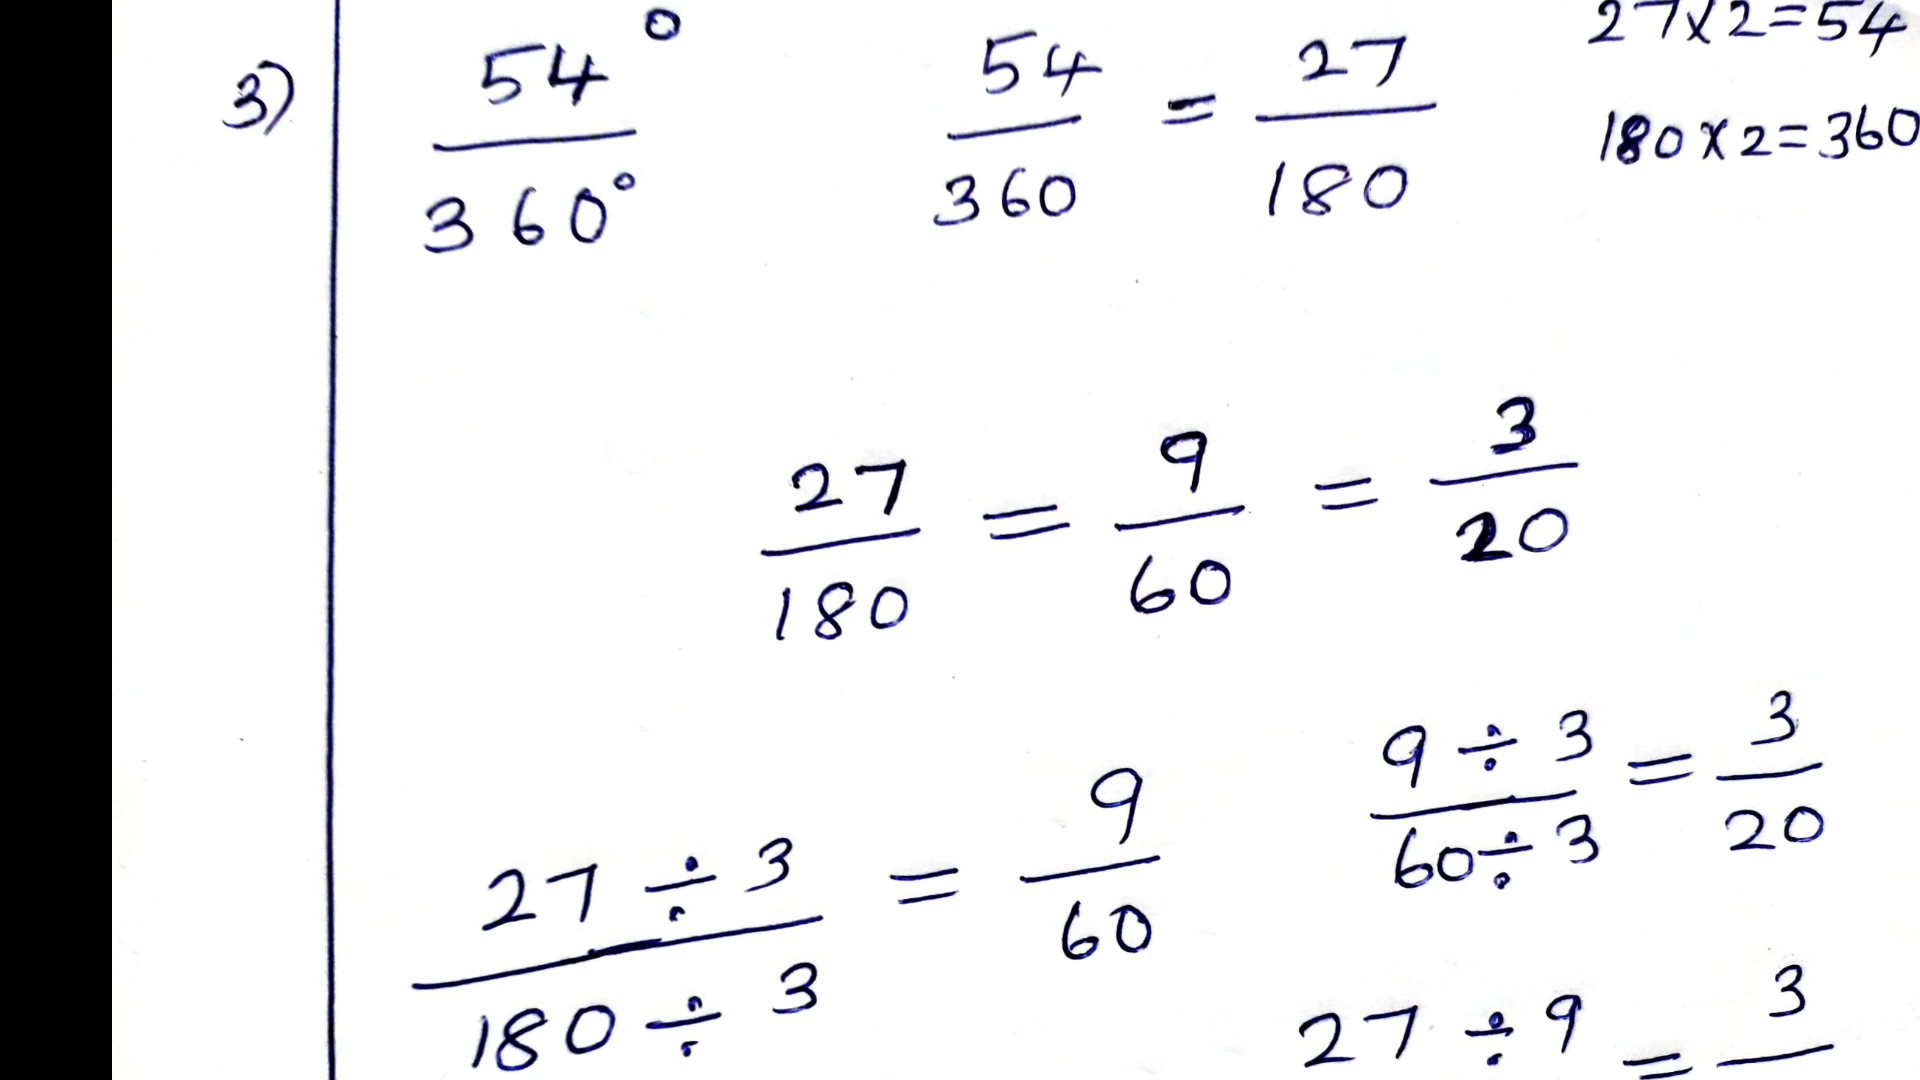 3) 54°/360° 54/360 = 27/180 27x2=54
180x2=360
27/180 = 9/60 = 3/20
27÷3/180÷3 = 9/60 9÷3/60÷3 = 3/20
27÷9 = 3